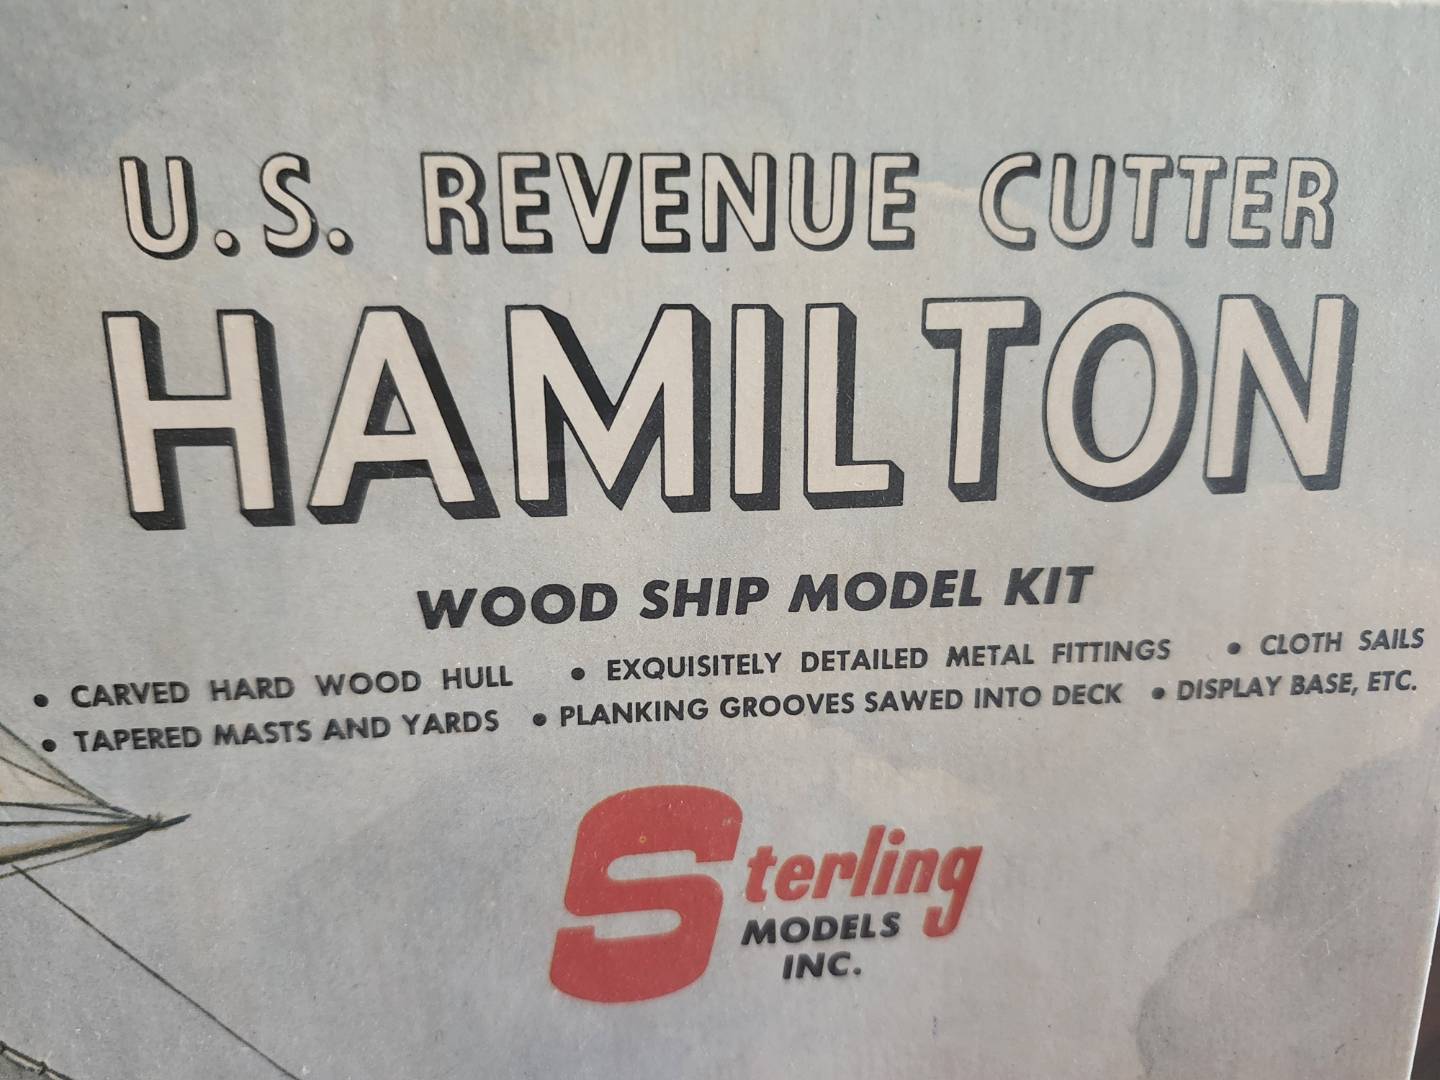 U.S. REVENUE CUTTER
HAMILTON
WOOD SHIP MODEL KIT
• CARVED HARD WOOD HULL • EXQUISITELY DETAILED METAL FITTINGS • CLOTH SAILS
• TAPERED MASTS AND YARDS • PLANKING GROOVES SAWED INTO DECK • DISPLAY BASE, ETC.
Sterling
MODELS
INC.